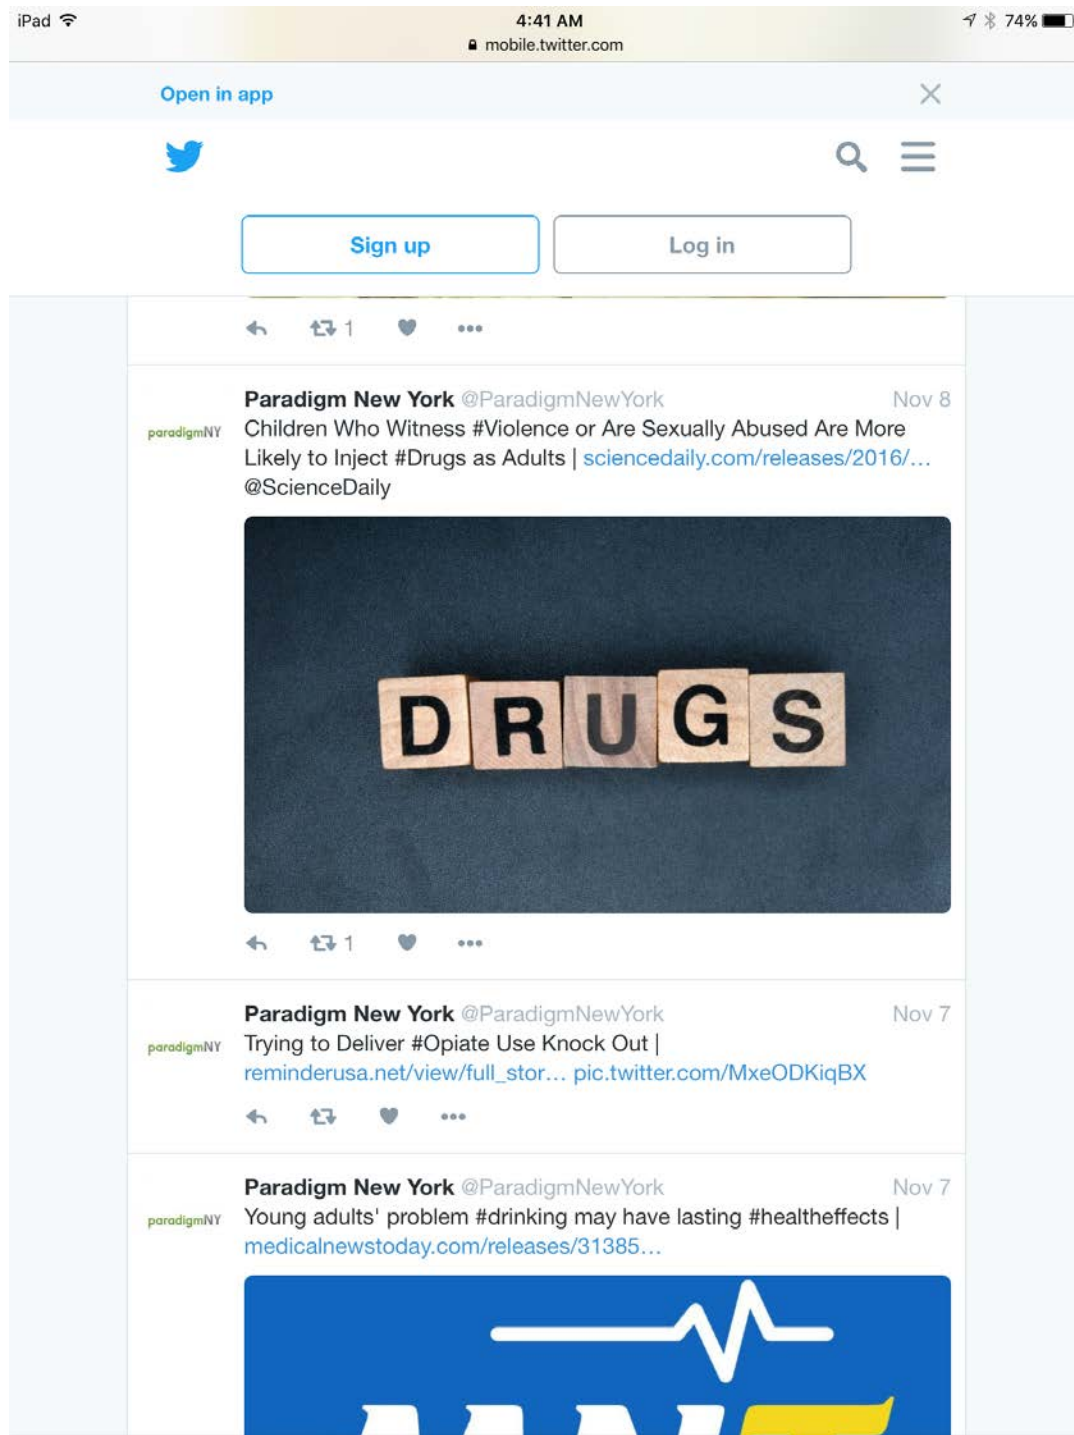 iPad 4:41 AM 74%
mobile.twitter.com
Open in app
Sign up Log in
1
Paradigm New York @ParadigmNewYork Nov 8
paradigmNY
Children Who Witness #Violence or Are Sexually Abused Are More
Likely to Inject #Drugs as Adults | sciencedaily.com/releases/2016/...
@ScienceDaily
DRUGS
1
Paradigm New York @ParadigmNewYork Nov 7
paradigmNY
Trying to Deliver #Opiate Use Knock Out |
reminderusa.net/view/full_stor... pic.twitter.com/MxeODKiqBX
Paradigm New York @ParadigmNewYork Nov 7
paradigmNY
Young adults' problem #drinking may have lasting #healtheffects |
medicalnewstoday.com/releases/31385...